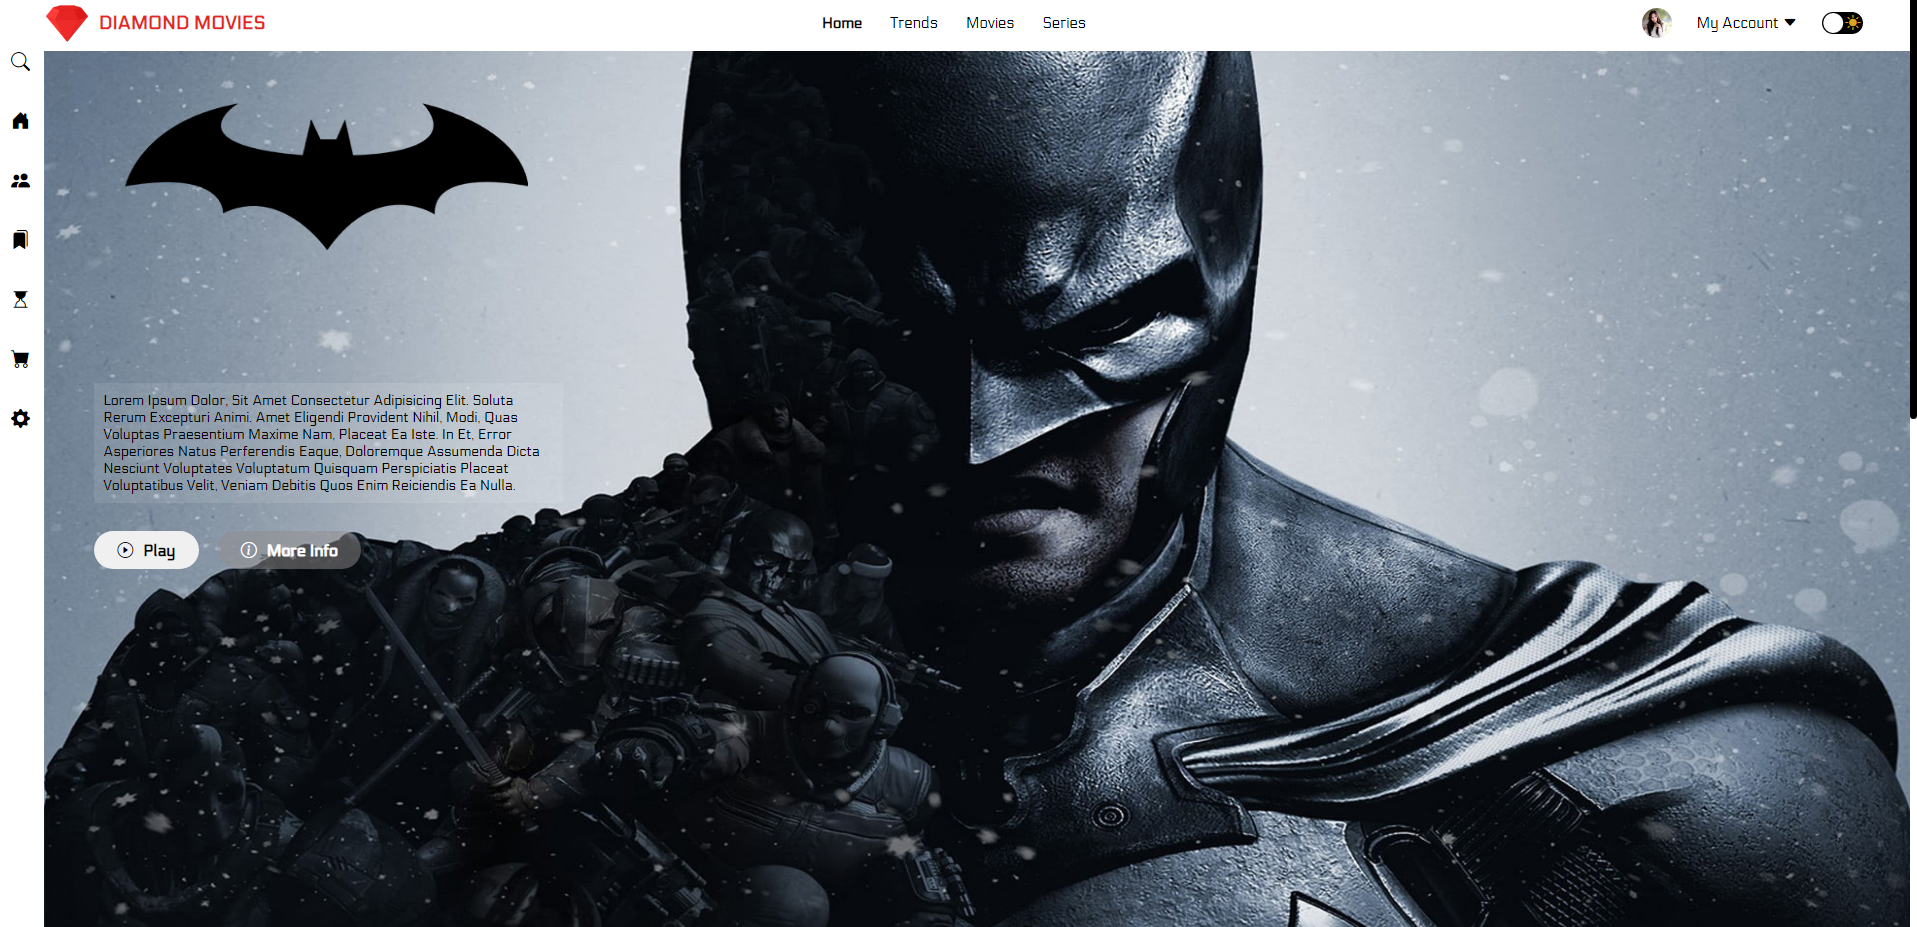 DIAMOND MOVIES
Home Trends Movies Series
My Account
Lorem Ipsum Dolor, Sit Amet Consectetur Adipisicing Elit. Soluta
Rerum Excepturi Animi. Amet Eligendi Provident Nihil, Modi, Quas
Voluptas Praesentium Maxime Nam, Placeat Ea Iste. In Et, Error
Asperiores Natus Perferendis Eaque, Doloremque Assumenda Dicta
Nesciunt Voluptates Voluptatum Quisquam Perspiciatis Placeat
Voluptatibus Velit, Veniam Debitis Quos Enim Reiciendis Ea Nulla.
Play
More Info